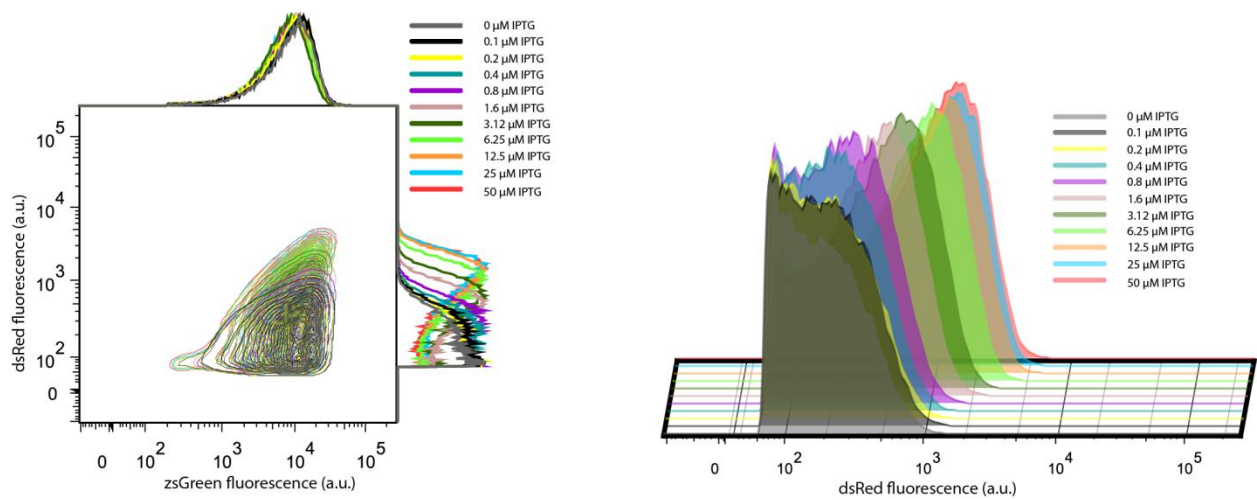 0 µM IPTG
0.1 µM IPTG
0.2 µM IPTG
0.4 µM IPTG
0.8 µM IPTG
1.6 µM IPTG
3.12 µM IPTG
6.25 µM IPTG
12.5 µM IPTG
25 µM IPTG
50 µM IPTG
dsRed fluorescence (a.u.)
10^5
10^4
10^3
10^2
0
0 10^2 10^3 10^4 10^5
zsGreen fluorescence (a.u.)
0 µM IPTG
0.1 µM IPTG
0.2 µM IPTG
0.4 µM IPTG
0.8 µM IPTG
1.6 µM IPTG
3.12 µM IPTG
6.25 µM IPTG
12.5 µM IPTG
25 µM IPTG
50 µM IPTG
0 10^2 10^3 10^4 10^5
dsRed fluorescence (a.u.)